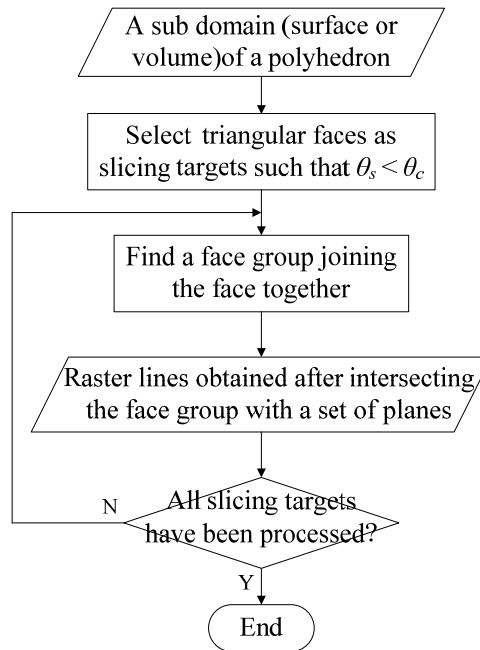 A sub domain (surface or
volume)of a polyhedron
Select triangular faces as
slicing targets such that θs < θc
Find a face group joining
the face together
Raster lines obtained after intersecting
the face group with a set of planes
All slicing targets
have been processed?
N
Y
End